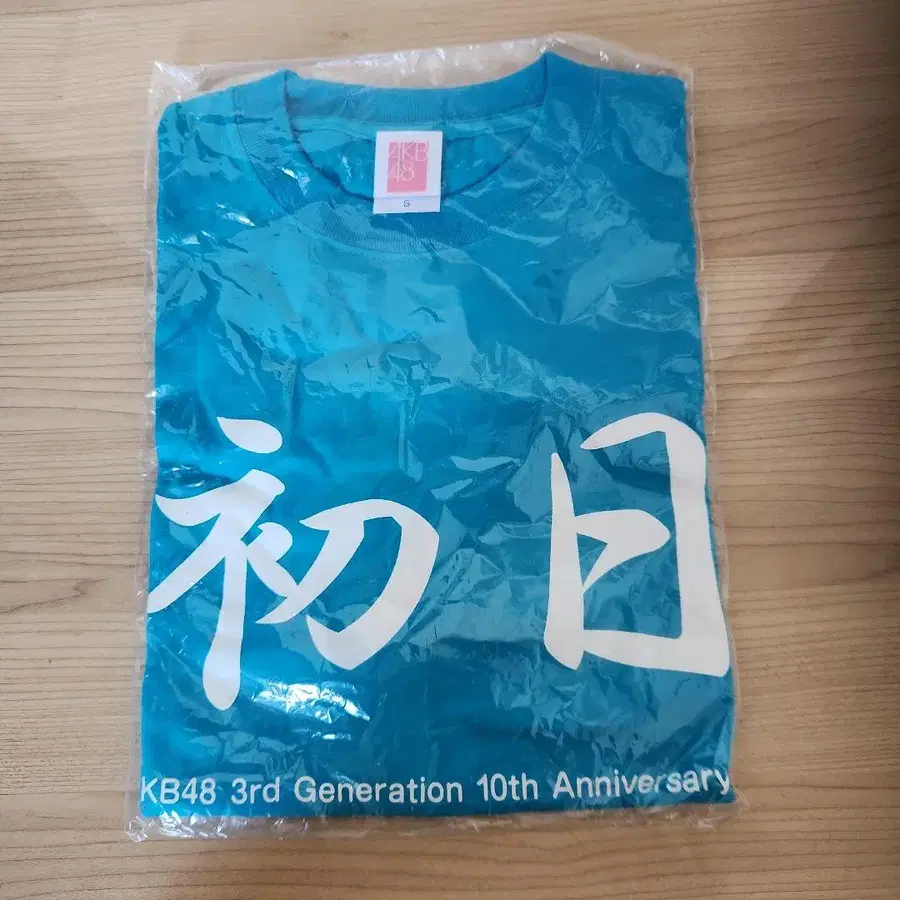 AKB
48
S
初日
KB48 3rd Generation 10th Anniversary